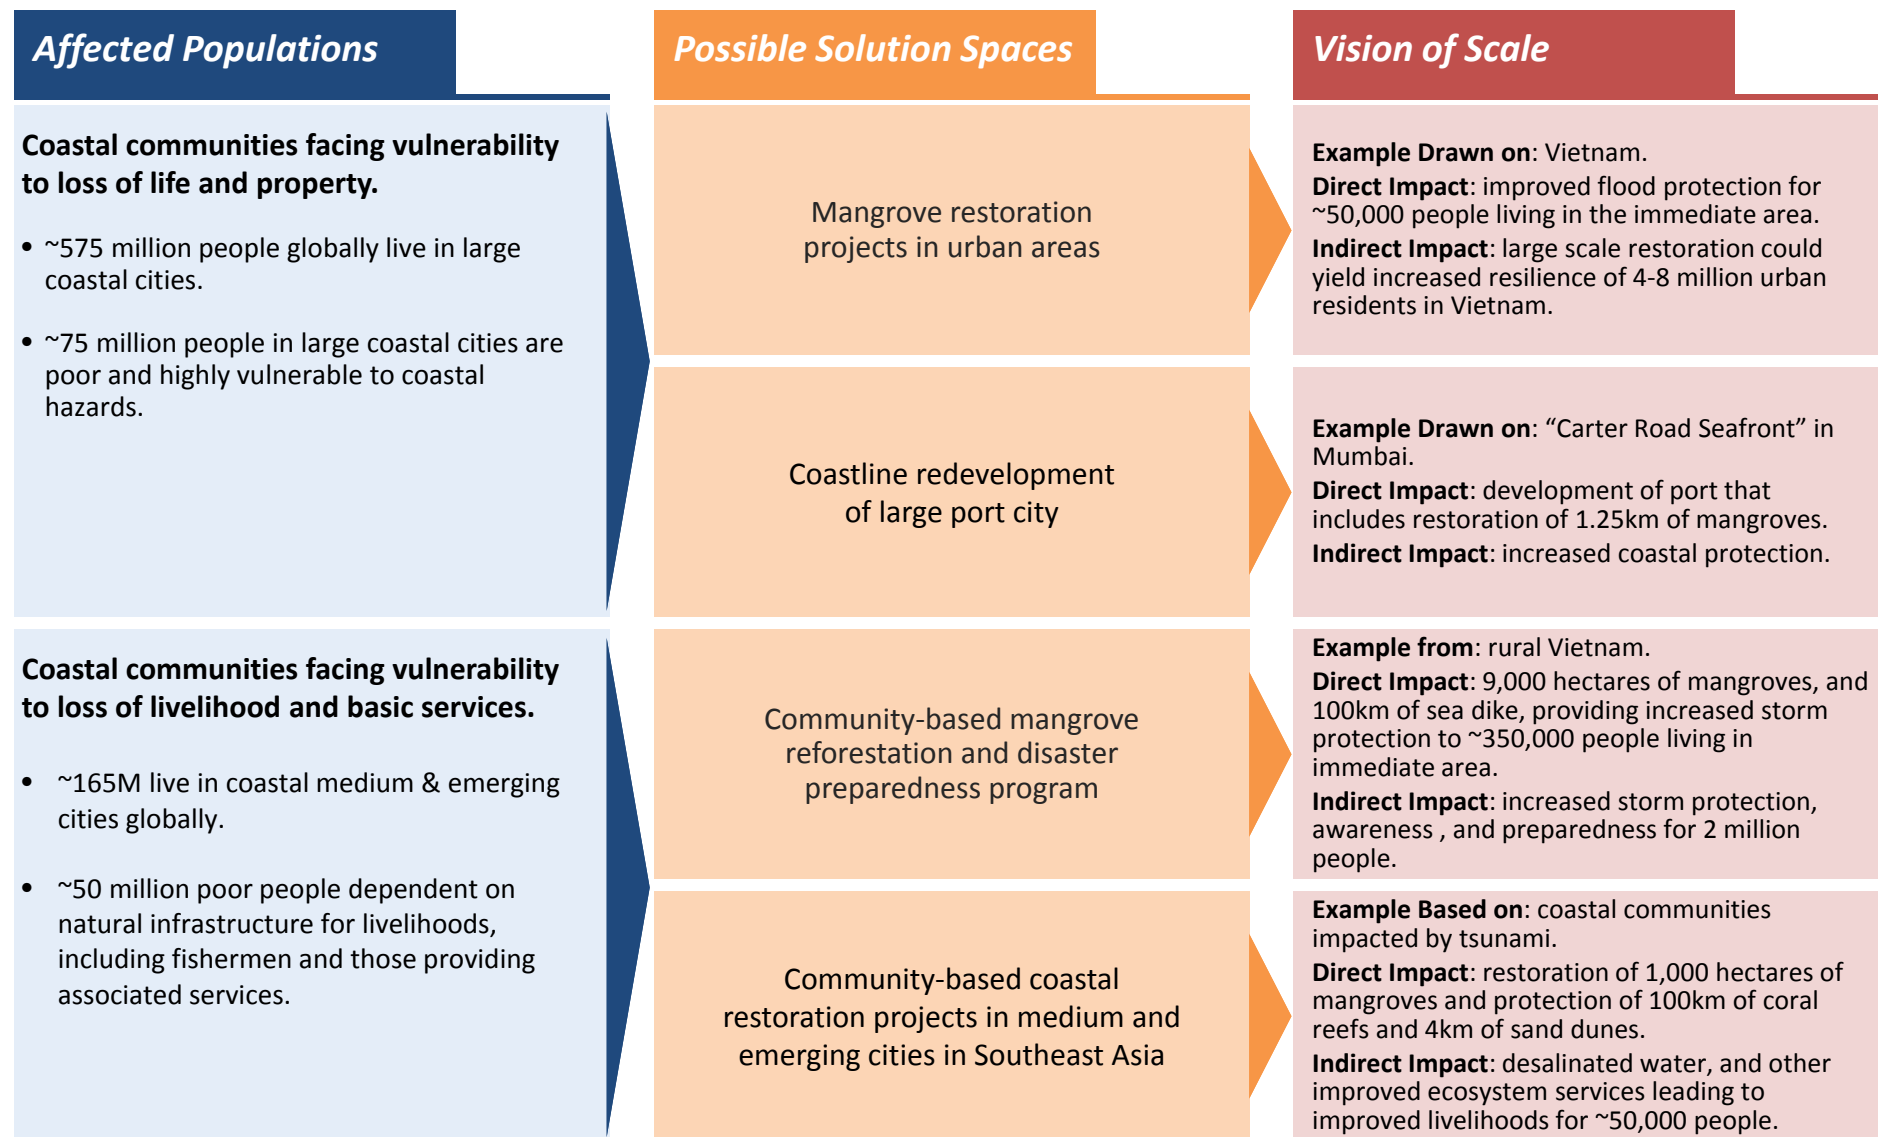 Affected Populations
Possible Solution Spaces
Vision of Scale
Coastal communities facing vulnerability
to loss of life and property.
• ~575 million people globally live in large
coastal cities.
• ~75 million people in large coastal cities are
poor and highly vulnerable to coastal
hazards.
Mangrove restoration
projects in urban areas
Example Drawn on: Vietnam.
Direct Impact: improved flood protection for
~50,000 people living in the immediate area.
Indirect Impact: large scale restoration could
yield increased resilience of 4-8 million urban
residents in Vietnam.
Coastline redevelopment
of large port city
Example Drawn on: “Carter Road Seafront” in
Mumbai.
Direct Impact: development of port that
includes restoration of 1.25km of mangroves.
Indirect Impact: increased coastal protection.
Coastal communities facing vulnerability
to loss of livelihood and basic services.
• ~165M live in coastal medium & emerging
cities globally.
• ~50 million poor people dependent on
natural infrastructure for livelihoods,
including fishermen and those providing
associated services.
Community-based mangrove
reforestation and disaster
preparedness program
Example from: rural Vietnam.
Direct Impact: 9,000 hectares of mangroves, and
100km of sea dike, providing increased storm
protection to ~350,000 people living in
immediate area.
Indirect Impact: increased storm protection,
awareness , and preparedness for 2 million
people.
Community-based coastal
restoration projects in medium and
emerging cities in Southeast Asia
Example Based on: coastal communities
impacted by tsunami.
Direct Impact: restoration of 1,000 hectares of
mangroves and protection of 100km of coral
reefs and 4km of sand dunes.
Indirect Impact: desalinated water, and other
improved ecosystem services leading to
improved livelihoods for ~50,000 people.